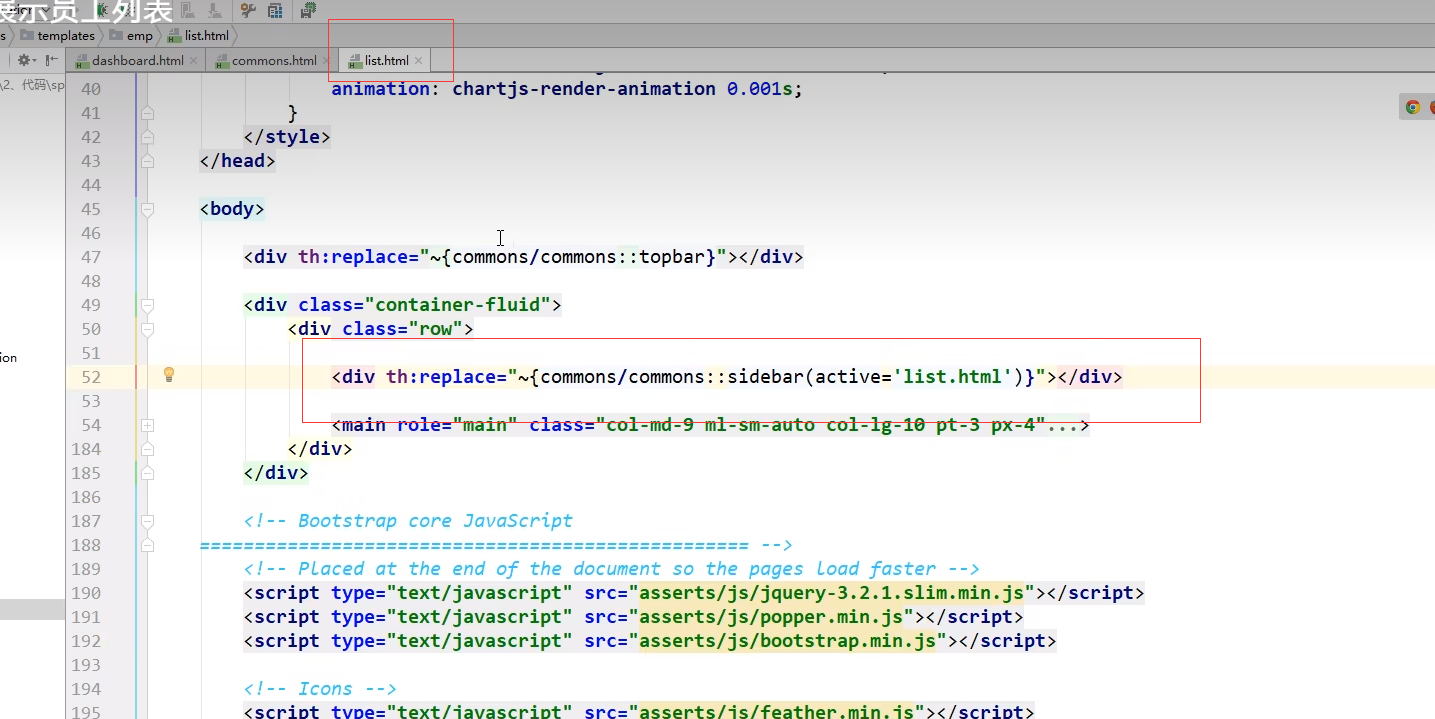 展示员工列表
templates emp list.html
dashboard.html commons.html list.html
\2、代码\sp
40 animation: chartjs-render-animation 0.001s;
41 }
42 </style>
43 </head>
44
45 <body>
46
47 <div th:replace="~{commons/commons::topbar}"></div>
48
49 <div class="container-fluid">
50 <div class="row">
51
ion
52 <div th:replace="~{commons/commons::sidebar(active='list.html')}"></div>
53
54 <main role="main" class="col-md-9 ml-sm-auto col-lg-10 pt-3 px-4"...>
184 </div>
185 </div>
186
187 <!-- Bootstrap core JavaScript
188 ================================================== -->
189 <!-- Placed at the end of the document so the pages load faster -->
190 <script type="text/javascript" src="asserts/js/jquery-3.2.1.slim.min.js"></script>
191 <script type="text/javascript" src="asserts/js/popper.min.js"></script>
192 <script type="text/javascript" src="asserts/js/bootstrap.min.js"></script>
193
194 <!-- Icons -->
195 <script type="text/javascript" src="asserts/js/feather.min.js"></script>